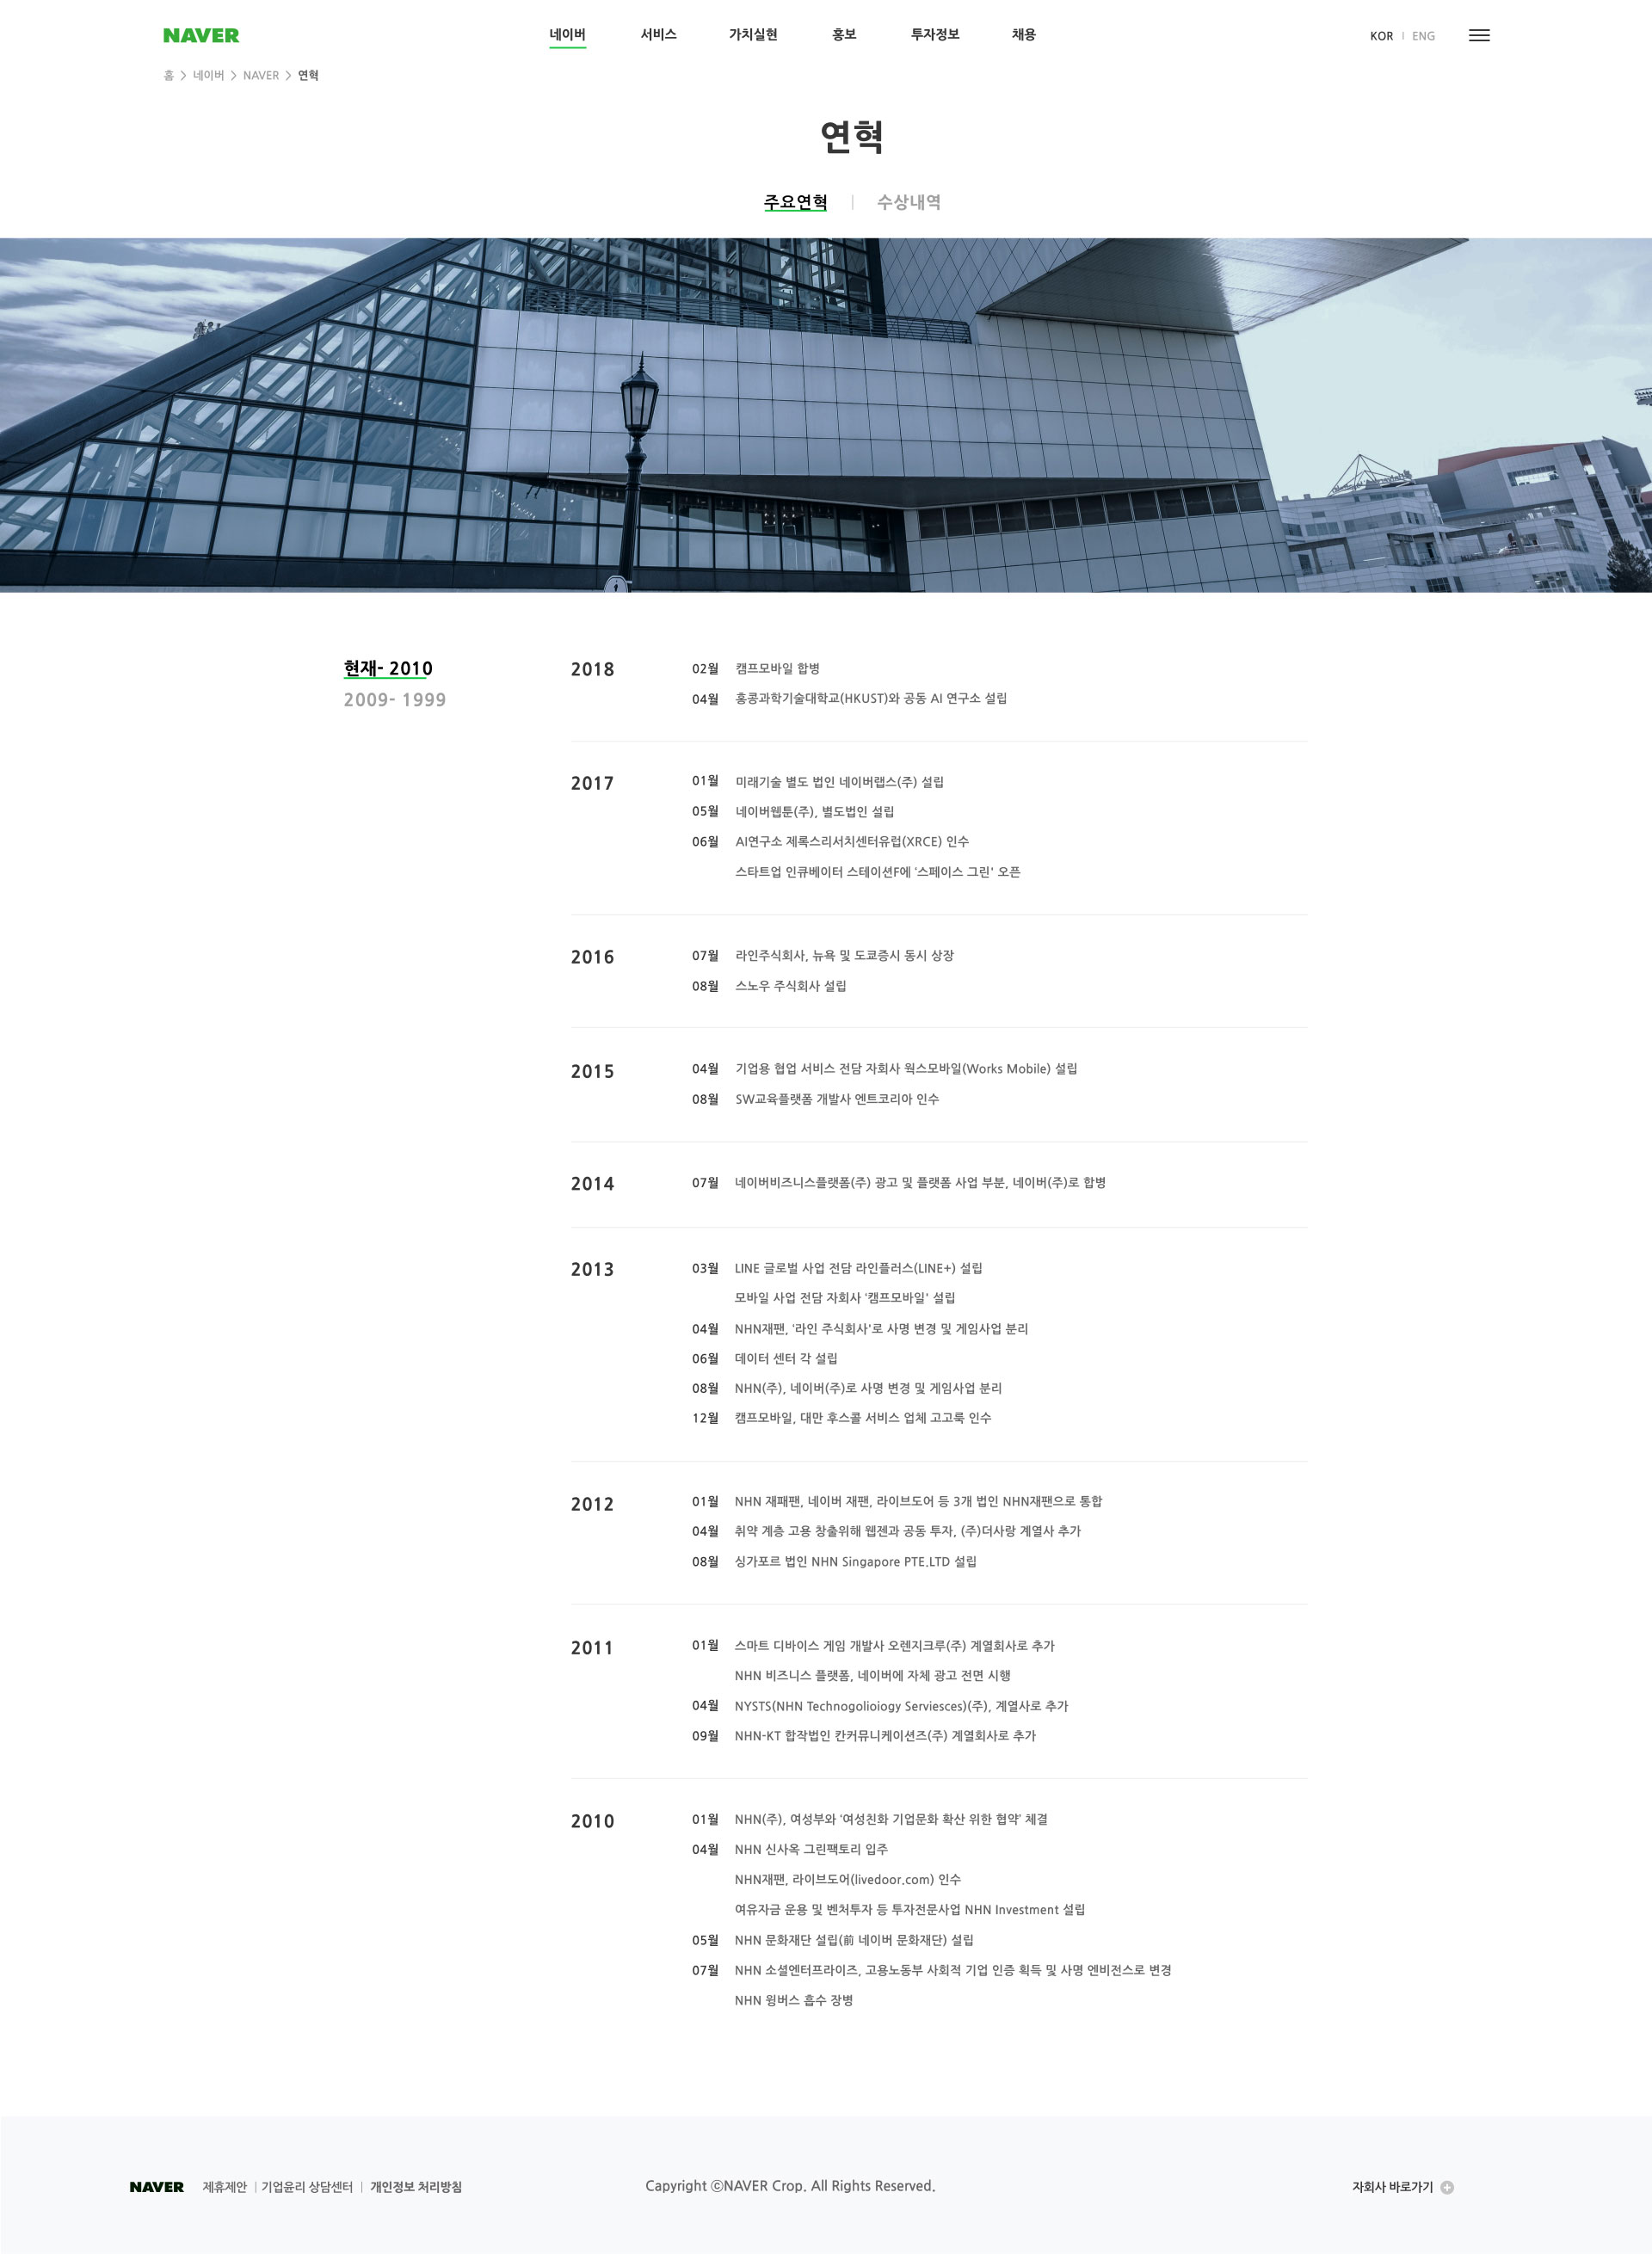 NAVER 네이버 서비스 가치실현 홍보 투자정보 채용 KOR | ENG
홈 > 네이버 > NAVER > 연혁
연혁
주요연혁 | 수상내역
현재- 2010
2009- 1999
2018 02월 캠프모바일 합병
04월 홍콩과학기술대학교(HKUST)와 공동 AI 연구소 설립
2017 01월 미래기술 별도 법인 네이버랩스(주) 설립
05월 네이버웹툰(주), 별도법인 설립
06월 AI연구소 제록스리서치센터유럽(XRCE) 인수
스타트업 인큐베이터 스테이션F에 '스페이스 그린' 오픈
2016 07월 라인주식회사, 뉴욕 및 도쿄증시 동시 상장
08월 스노우 주식회사 설립
2015 04월 기업용 협업 서비스 전담 자회사 웍스모바일(Works Mobile) 설립
08월 SW교육플랫폼 개발사 엔트코리아 인수
2014 07월 네이버비즈니스플랫폼(주) 광고 및 플랫폼 사업 부분, 네이버(주)로 합병
2013 03월 LINE 글로벌 사업 전담 라인플러스(LINE+) 설립
모바일 사업 전담 자회사 '캠프모바일' 설립
04월 NHN재팬, '라인 주식회사'로 사명 변경 및 게임사업 분리
06월 데이터 센터 각 설립
08월 NHN(주), 네이버(주)로 사명 변경 및 게임사업 분리
12월 캠프모바일, 대만 후스콜 서비스 업체 고고룩 인수
2012 01월 NHN 재패팬, 네이버 재팬, 라이브도어 등 3개 법인 NHN재팬으로 통합
04월 취약 계층 고용 창출위해 웹젠과 공동 투자, (주)더사랑 계열사 추가
08월 싱가포르 법인 NHN Singapore PTE.LTD 설립
2011 01월 스마트 디바이스 게임 개발사 오렌지크루(주) 계열회사로 추가
NHN 비즈니스 플랫폼, 네이버에 자체 광고 전면 시행
04월 NYSTS(NHN Technogolioiogy Serviesces)(주), 계열사로 추가
09월 NHN-KT 합작법인 칸커뮤니케이션즈(주) 계열회사로 추가
2010 01월 NHN(주), 여성부와 '여성친화 기업문화 확산 위한 협약' 체결
04월 NHN 신사옥 그린팩토리 입주
NHN재팬, 라이브도어(livedoor.com) 인수
여유자금 운용 및 벤처투자 등 투자전문사업 NHN Investment 설립
05월 NHN 문화재단 설립(前 네이버 문화재단) 설립
07월 NHN 소셜엔터프라이즈, 고용노동부 사회적 기업 인증 획득 및 사명 엔비전스로 변경
NHN 윙버스 흡수 장병
NAVER 제휴제안 | 기업윤리 상담센터 | 개인정보 처리방침 Capyright ⓒNAVER Crop. All Rights Reserved. 자회사 바로가기